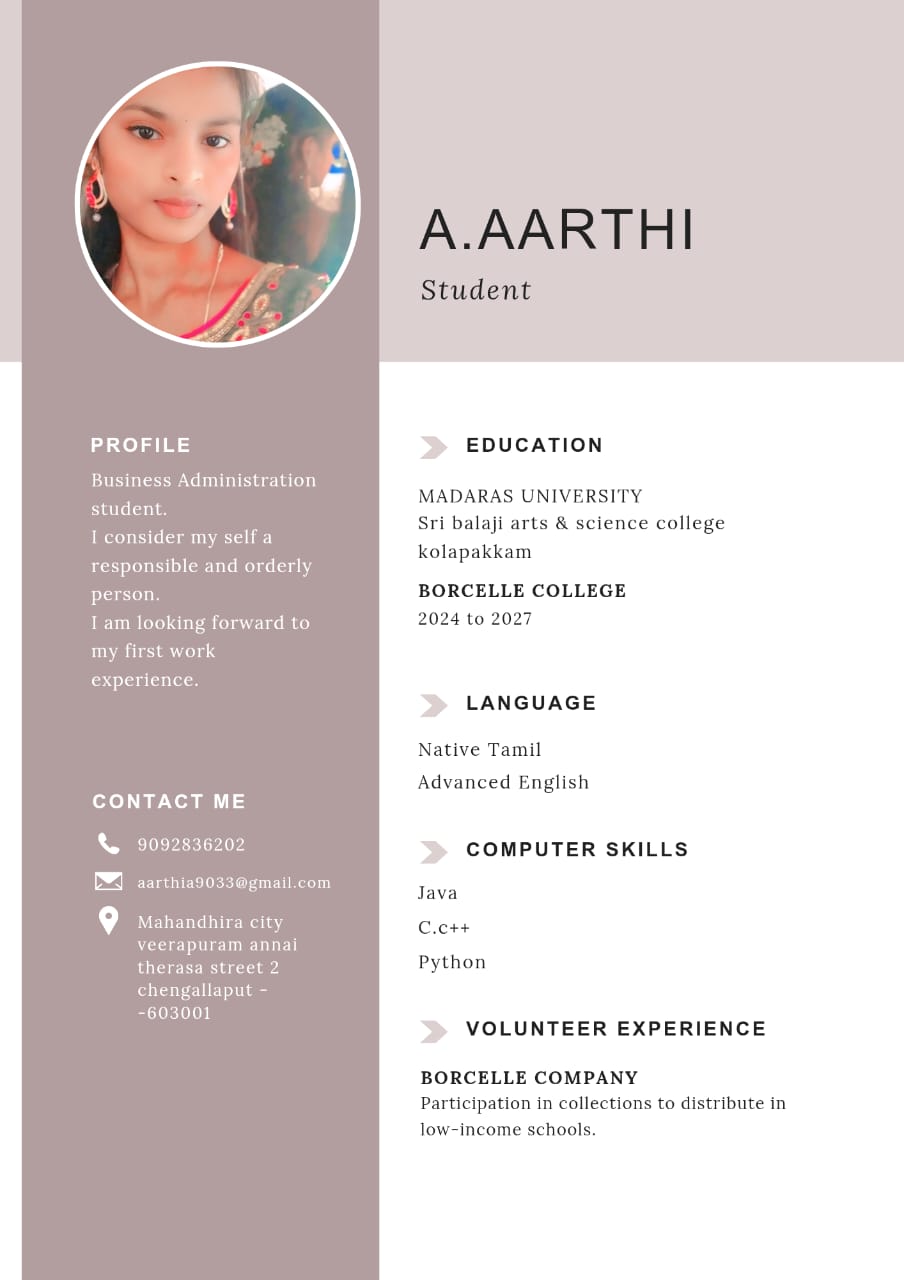 A.AARTHI
Student
PROFILE
Business Administration
student.
I consider my self a
responsible and orderly
person.
I am looking forward to
my first work
experience.
CONTACT ME
9092836202
aarthia9033@gmail.com
Mahandhira city
veerapuram annai
therasa street 2
chengallaput -
-603001
EDUCATION
MADARAS UNIVERSITY
Sri balaji arts & science college
kolapakkam
BORCELLE COLLEGE
2024 to 2027
LANGUAGE
Native Tamil
Advanced English
COMPUTER SKILLS
Java
C.c++
Python
VOLUNTEER EXPERIENCE
BORCELLE COMPANY
Participation in collections to distribute in
low-income schools.